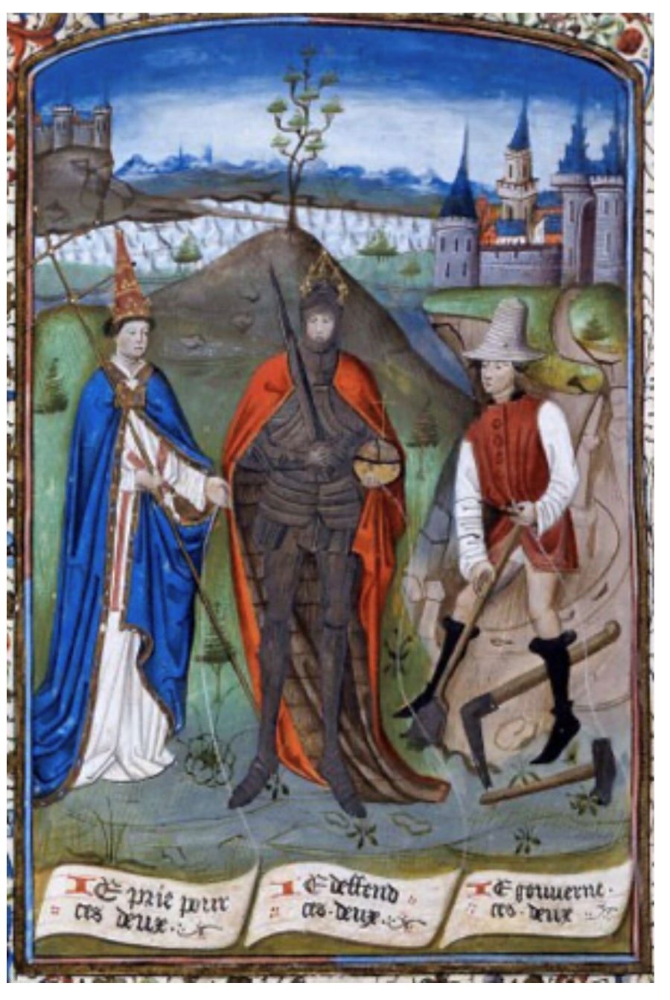 IE prie pour
ces deux.
IE deffend
ces. deux.
IE gouuerne.
ces. deux